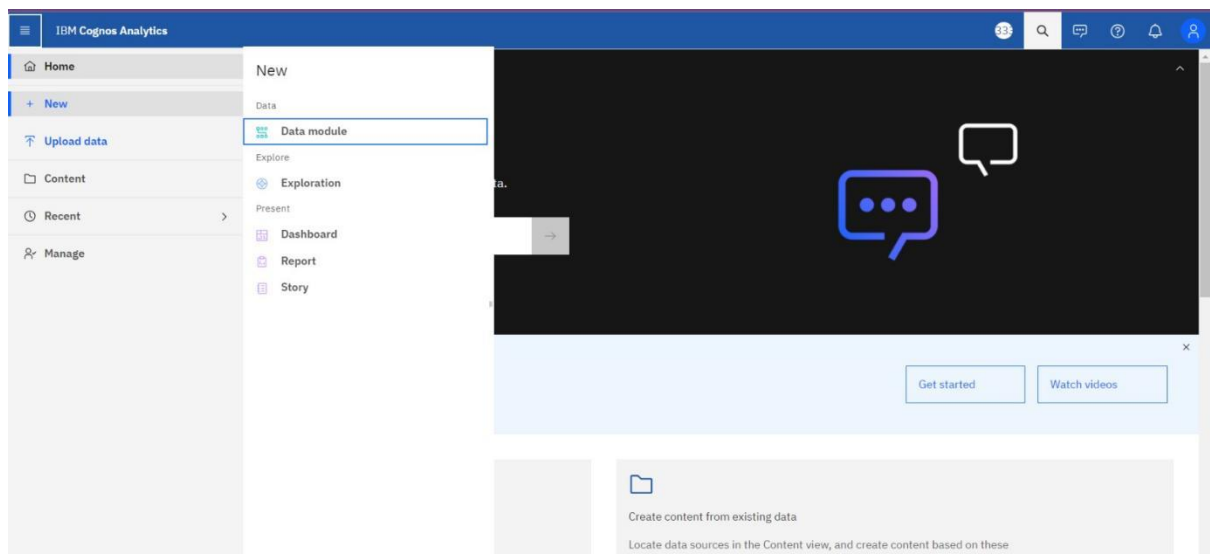 IBM Cognos Analytics
33
Home
+ New
Upload data
Content
Recent
Manage
New
Data
Data module
Explore
Exploration
Present
Dashboard
Report
Story
ta.
Get started
Watch videos
Create content from existing data
Locate data sources in the Content view, and create content based on these